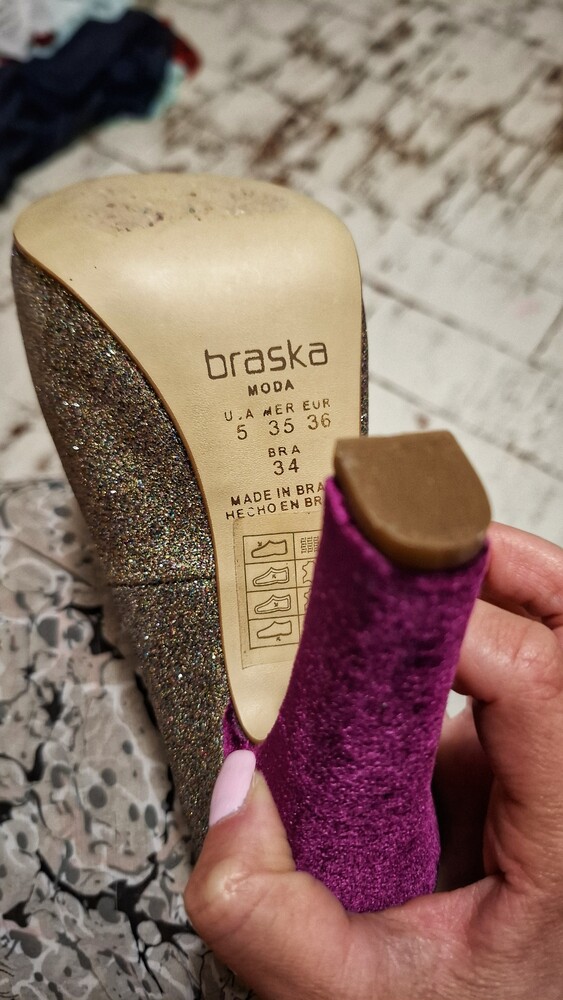 braska
MODA
U.A MER EUR
5 35 36
BRA
34
MADE IN BRA
HECHO EN BR